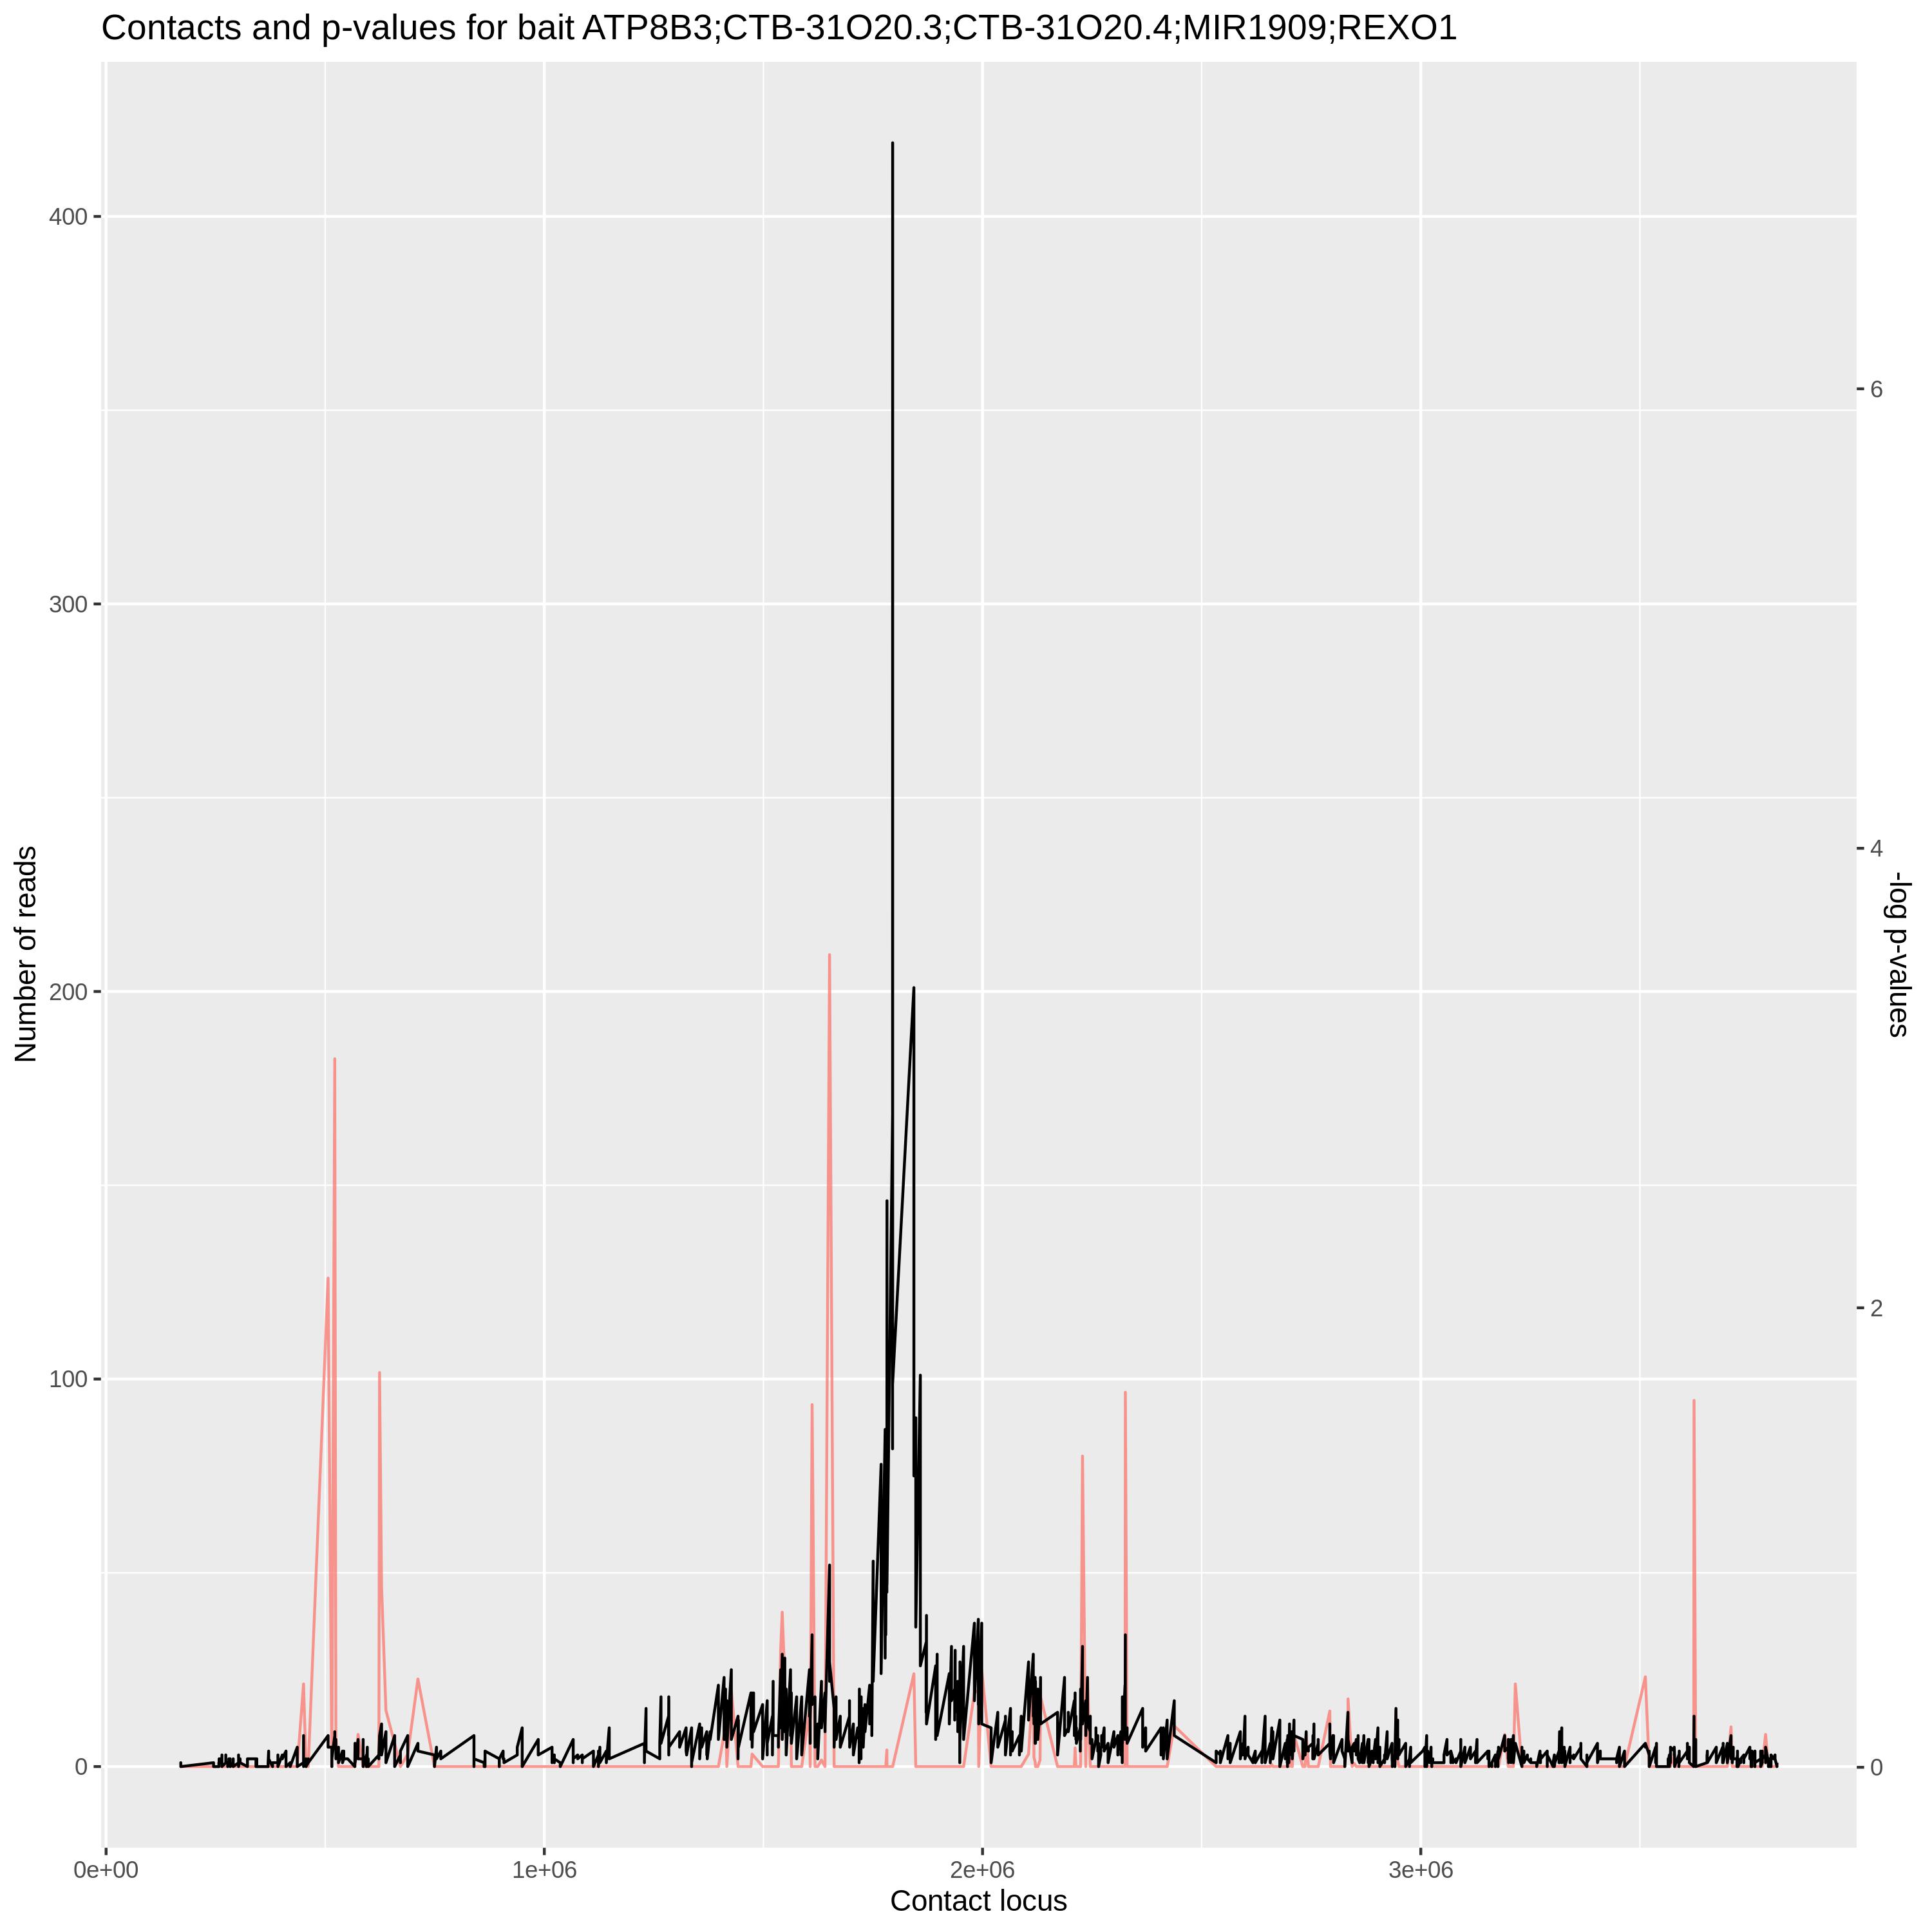 Contacts and p-values for bait ATP8B3;CTB-31O20.3;CTB-31O20.4;MIR1909;REXO1
400
300
200
100
0
Number of reads
6
4
2
0
-log p-values
0e+00
1e+06
2e+06
3e+06
Contact locus